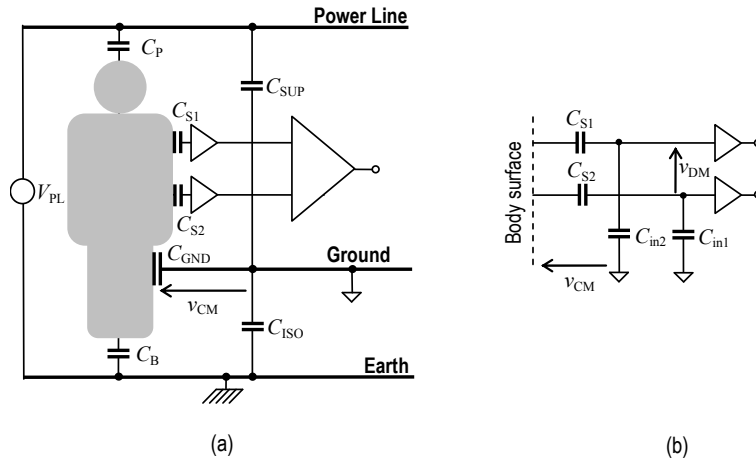 Power Line
C_P
C_SUP
C_S1
C_S2
V_PL
C_GND
Ground
v_CM
C_ISO
C_B
Earth
(a)
Body surface
C_S1
C_S2
v_DM
C_in2
C_in1
v_CM
(b)